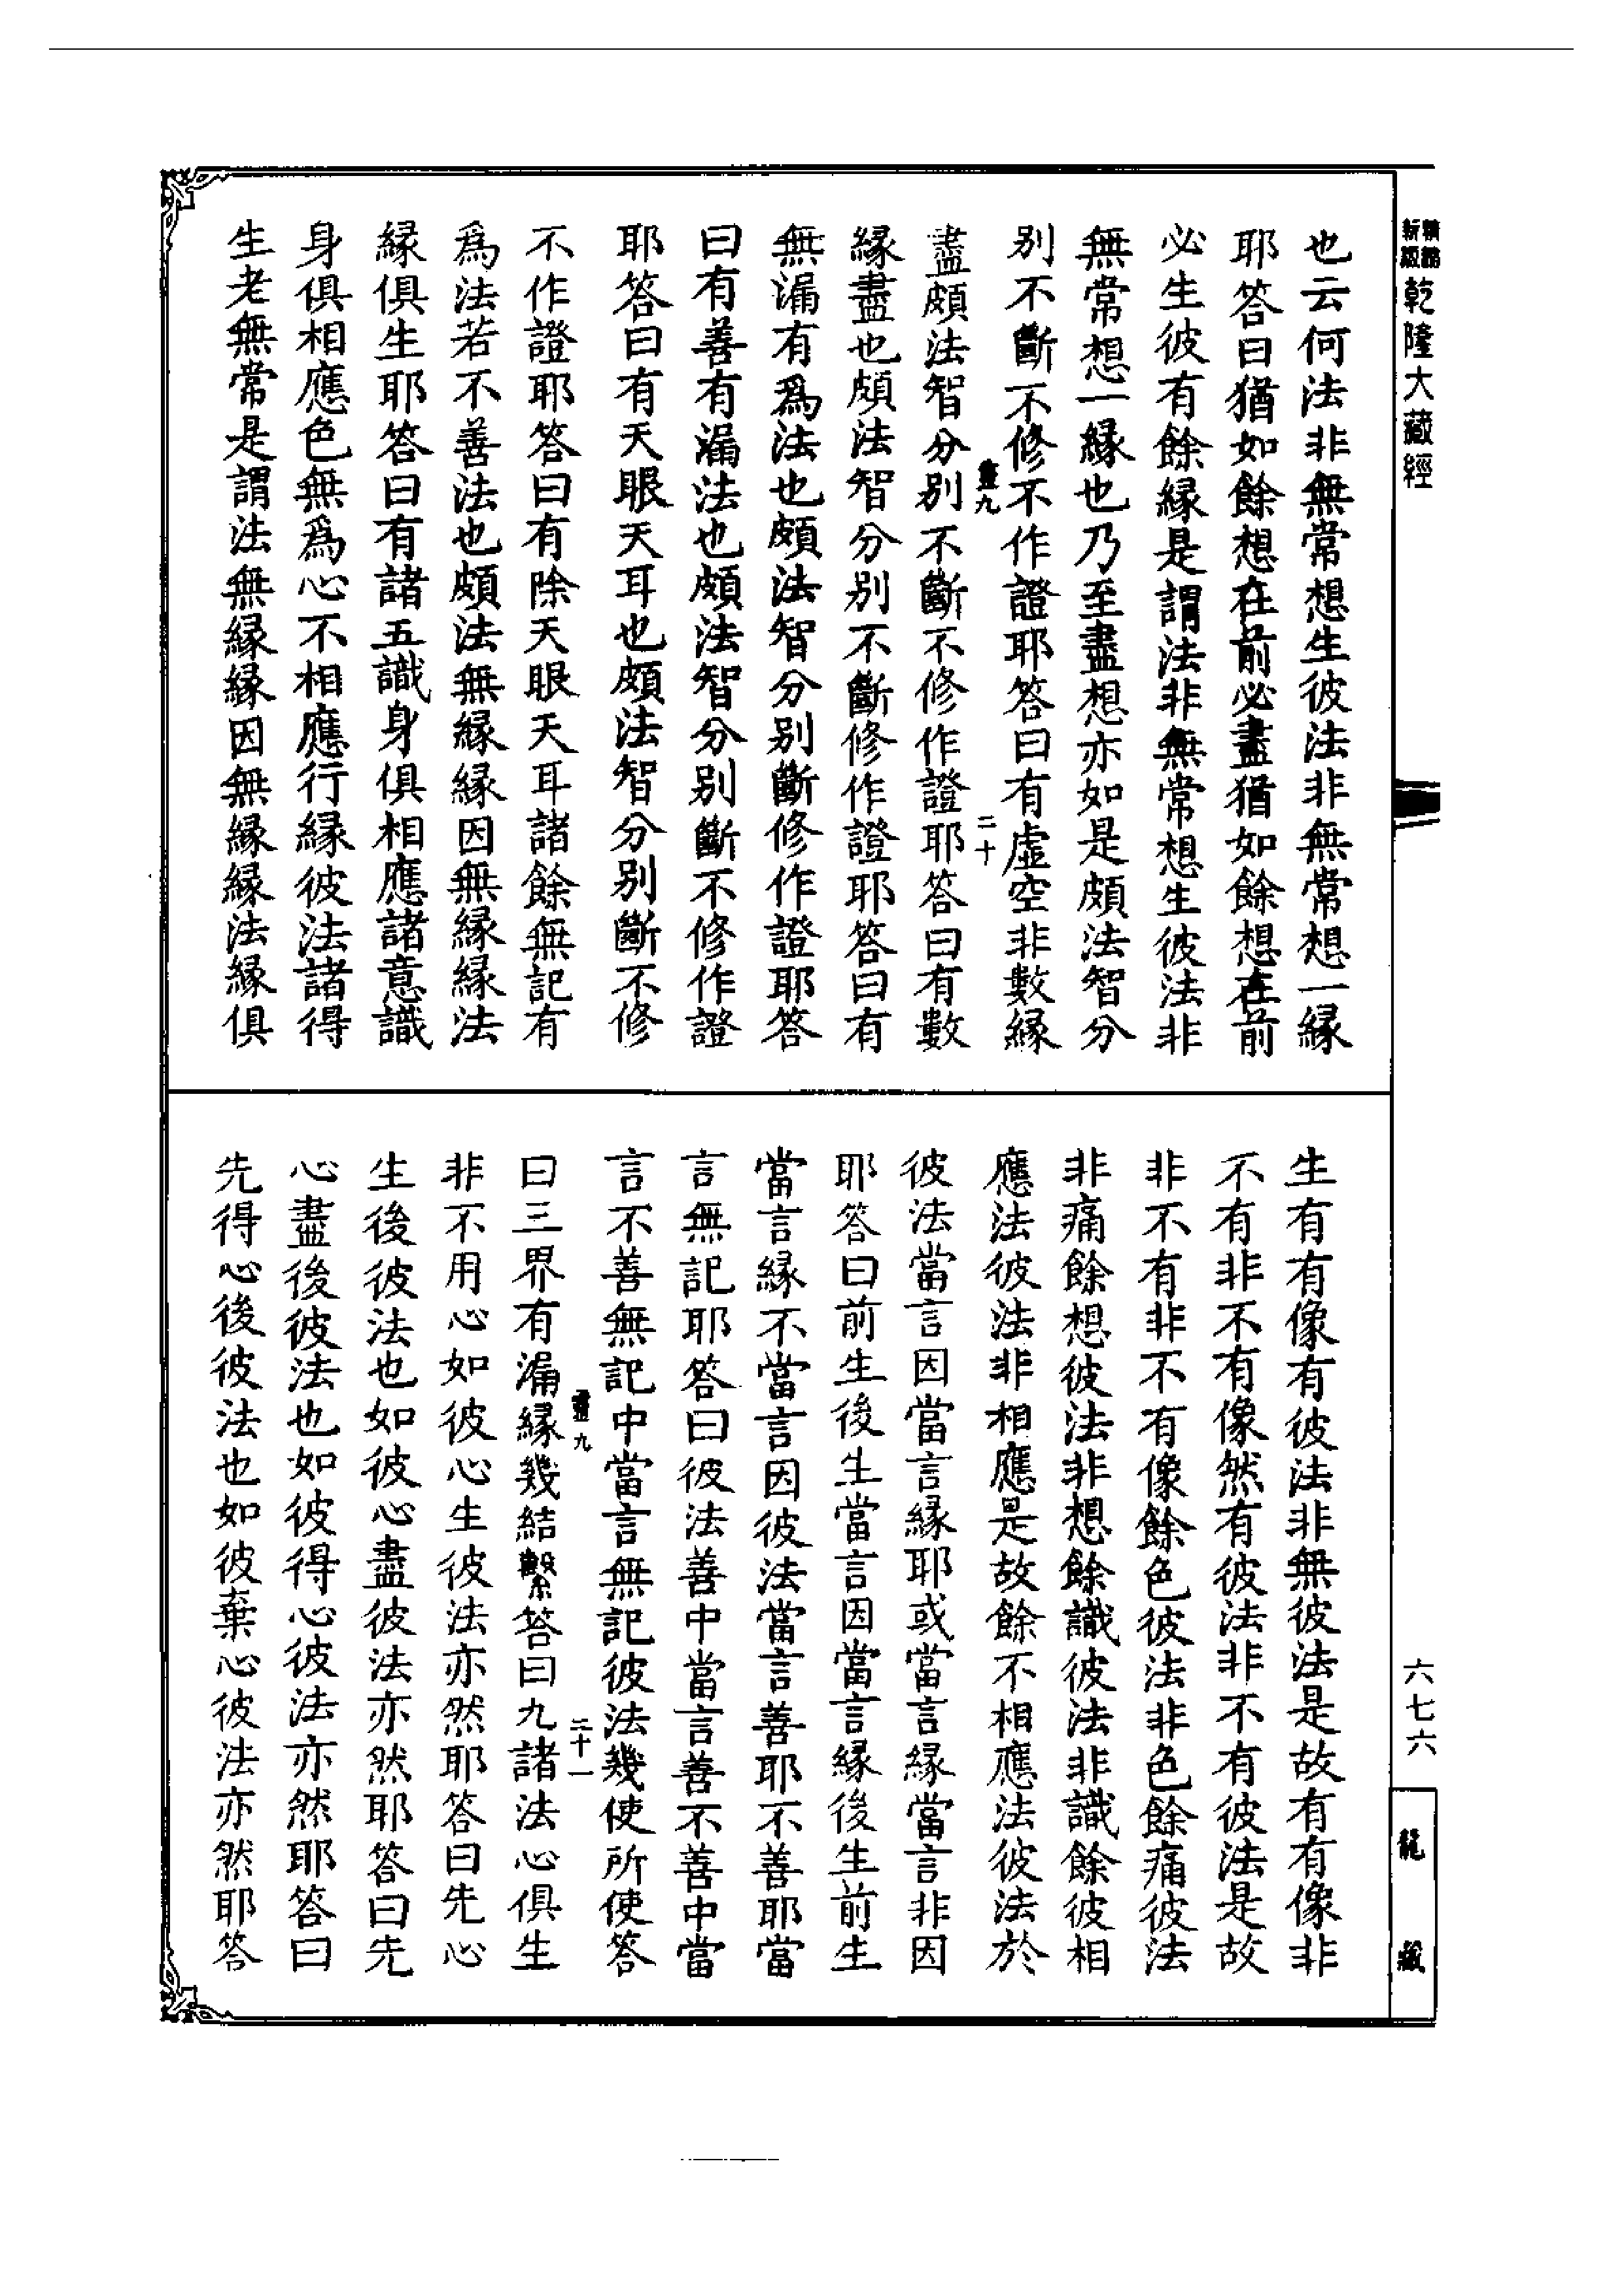 乾隆大藏經
也云何法非無常想生彼法非無常想一緣
耶答曰猶如餘想在前必盡猶如餘想在前
必生彼有餘緣是謂法非無常想生彼法非
無常想一緣也乃至盡想亦如是頗法智分
別不斷不修不作證耶答曰有虛空非數緣
二十
盡頗法智分別不斷不修作證耶答曰有數
緣盡也頗法智分別不斷修作證耶答曰有
無漏有爲法也頗法智分別斷修作證耶答
曰有善有漏法也頗法智分別斷不修作證
耶答曰有天眼天耳也頗法智分別斷不修
不作證耶答曰有除天眼天耳諸餘無記有
爲法若不善法也頗法無緣緣因無緣緣法
緣俱生耶答曰有諸五識身俱相應諸意識
身俱相應色無爲心不相應行緣彼法諸得
生老無常是謂法無緣緣因無緣緣法緣俱
六七六
龍藏
生有有像有彼法非無彼法是故有有像非
不有非不有像然有彼法非不有彼法是故
非不有非不有像餘色彼法非色餘痛彼法
非痛餘想彼法非想餘識彼法非識餘彼相
應法彼法非相應是故餘不相應法彼法於
彼法當言因當言緣耶或當言緣當言非因
耶答曰前生後生當言因當言緣後生前生
當言緣不當言因彼法當言善耶不善耶當
言無記耶答曰彼法善中當言善不善中當
言不善無記中當言無記彼法幾使所使答
九
二十一
曰三界有漏緣幾結繫答曰九諸法心俱生
非不用心如彼心生彼法亦然耶答曰先心
生後彼法也如彼心盡彼法亦然耶答曰先
心盡後彼法也如彼得心彼法亦然耶答曰
先得心後彼法也如彼棄心彼法亦然耶答